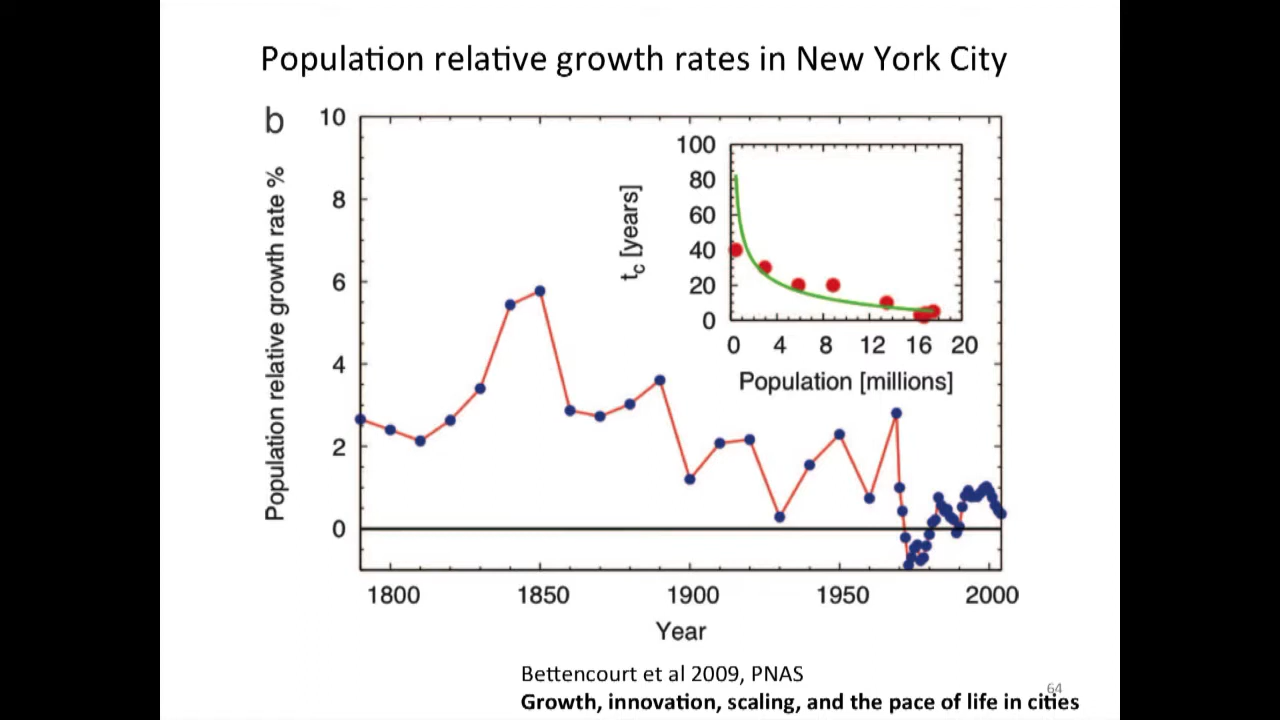 Population relative growth rates in New York City
b
Population relative growth rate %
10
8
6
4
2
0
1800 1850 1900 1950 2000
Year
t_c [years]
100
80
60
40
20
0
0 4 8 12 16 20
Population [millions]
Bettencourt et al 2009, PNAS
64
Growth, innovation, scaling, and the pace of life in cities